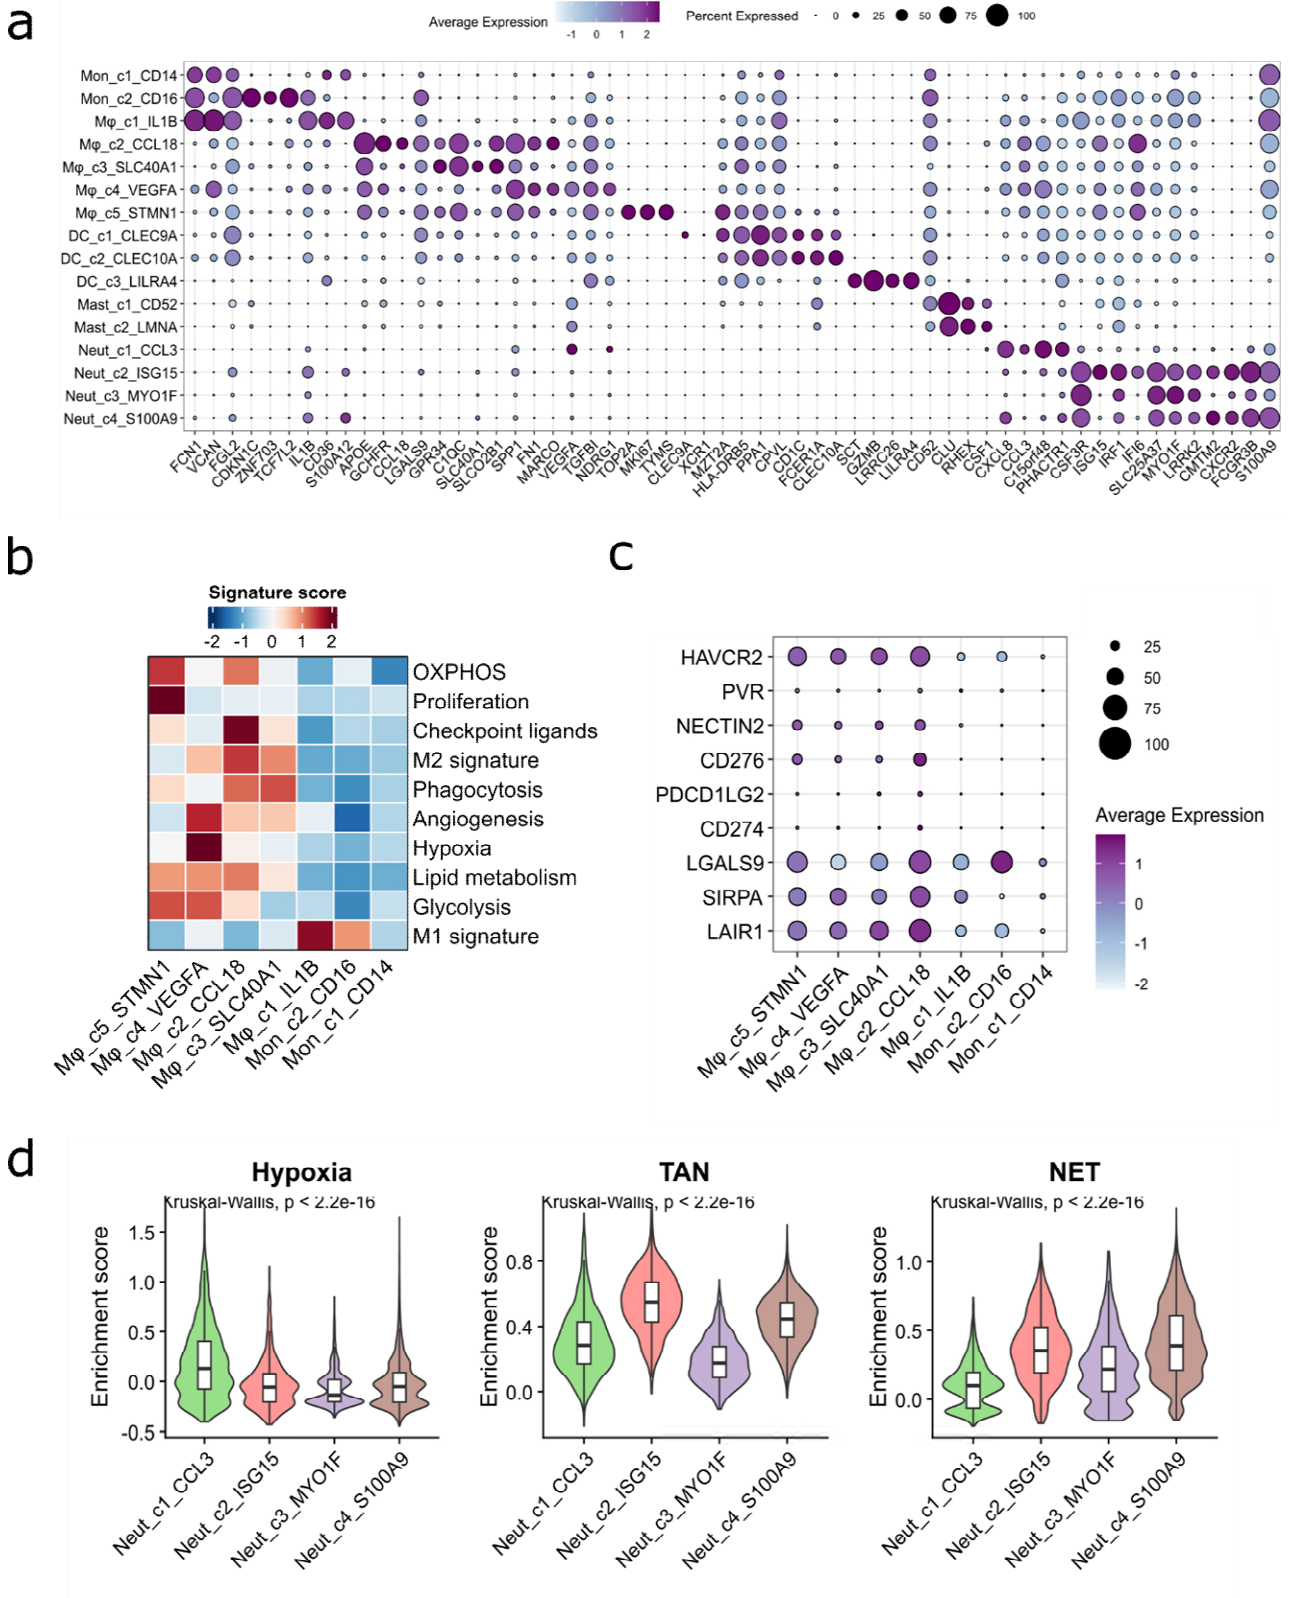 a
Average Expression
-1 0 1 2
Percent Expressed
0 25 50 75 100
Mon_c1_CD14
Mon_c2_CD16
Mφ_c1_IL1B
Mφ_c2_CCL18
Mφ_c3_SLC40A1
Mφ_c4_VEGFA
Mφ_c5_STMN1
DC_c1_CLEC9A
DC_c2_CLEC10A
DC_c3_LILRA4
Mast_c1_CD52
Mast_c2_LMNA
Neut_c1_CCL3
Neut_c2_ISG15
Neut_c3_MYO1F
Neut_c4_S100A9
FCN1
VCAN
FGL2
CDKN1C
ZNF703
TCF7L2
IL1B
CD36
S100A12
APOE
GCHFR
CCL18
LGALS9
GPR34
C1QC
SLC40A1
SLCO2B1
SPP1
FN1
MARCO
VEGFA
TGFBI
NDRG1
TOP2A
MKI67
TYMS
CLEC9A
XCR1
MZT2A
HLA-DRB5
PPA1
CPVL
CD1C
FCER1A
CLEC10A
SCT
GZMB
LRRC26
LILRA4
CD52
CLU
RHEX
CSF1
CXCL8
CCL3
C15orf48
PHACTR1
CSF3R
ISG15
IRF1
IFI6
SLC25A37
MYO1F
LRRK2
CMTM2
CXCR2
FCGR3B
S100A9
b
Signature score
-2 -1 0 1 2
OXPHOS
Proliferation
Checkpoint ligands
M2 signature
Phagocytosis
Angiogenesis
Hypoxia
Lipid metabolism
Glycolysis
M1 signature
Mφ_c5_STMN1
Mφ_c4_VEGFA
Mφ_c2_CCL18
Mφ_c3_SLC40A1
Mφ_c1_IL1B
Mon_c2_CD16
Mon_c1_CD14
c
HAVCR2
PVR
NECTIN2
CD276
PDCD1LG2
CD274
LGALS9
SIRPA
LAIR1
Mφ_c5_STMN1
Mφ_c4_VEGFA
Mφ_c3_SLC40A1
Mφ_c2_CCL18
Mφ_c1_IL1B
Mon_c2_CD16
Mon_c1_CD14
25
50
75
100
Average Expression
1
0
-1
-2
d
Hypoxia
Kruskal-Wallis, p < 2.2e-16
Enrichment score
1.5
1.0
0.5
0.0
-0.5
Neut_c1_CCL3
Neut_c2_ISG15
Neut_c3_MYO1F
Neut_c4_S100A9
TAN
Kruskal-Wallis, p < 2.2e-16
Enrichment score
0.8
0.4
0.0
Neut_c1_CCL3
Neut_c2_ISG15
Neut_c3_MYO1F
Neut_c4_S100A9
NET
Kruskal-Wallis, p < 2.2e-16
Enrichment score
1.0
0.5
0.0
Neut_c1_CCL3
Neut_c2_ISG15
Neut_c3_MYO1F
Neut_c4_S100A9